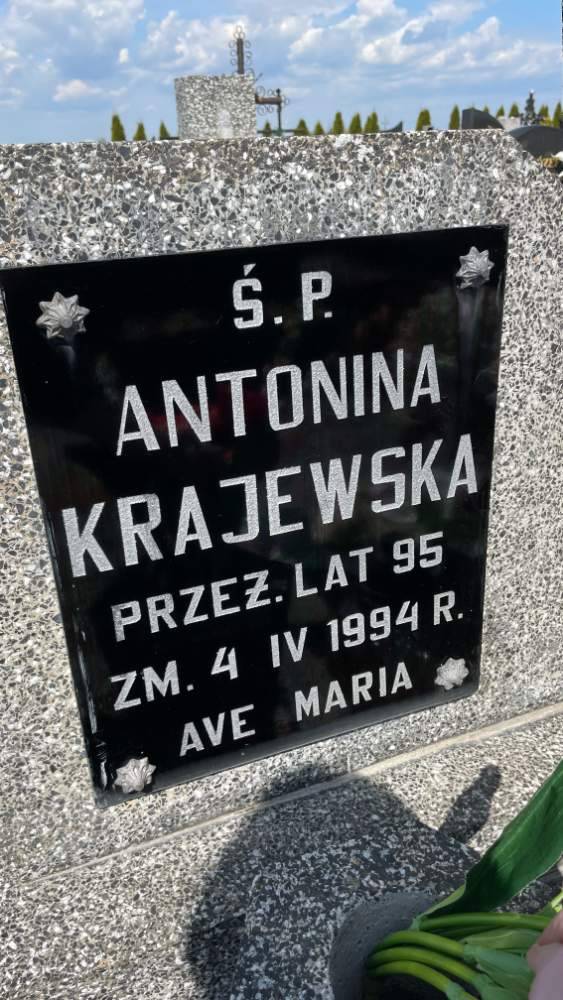 Ś. P.
ANTONINA
KRAJEWSKA
PRZEŻ. LAT 95
ZM. 4 IV 1994 R.
AVE MARIA